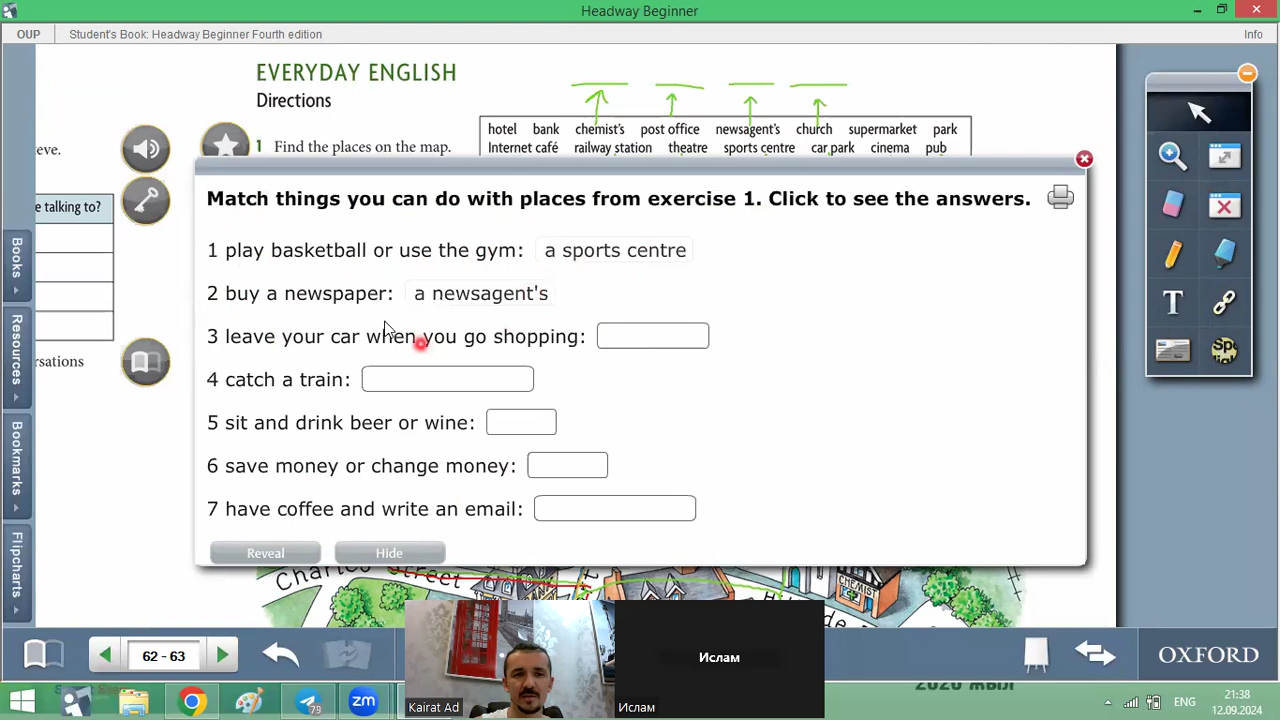 Headway Beginner
OUP Student's Book: Headway Beginner Fourth edition Info
EVERYDAY ENGLISH
Directions
1 Find the places on the map.
hotel bank chemist's post office newsagent's church supermarket park
Internet café railway station theatre sports centre car park cinema pub
eve.
e talking to?
rsations
Match things you can do with places from exercise 1. Click to see the answers.
1 play basketball or use the gym: a sports centre
2 buy a newspaper: a newsagent's
3 leave your car when you go shopping:
4 catch a train:
5 sit and drink beer or wine:
6 save money or change money:
7 have coffee and write an email:
Reveal Hide
Books
Resources
Bookmarks
Flipcharts
T
Spo
Charles Street
CHEMIST
62 - 63
OXFORD
Ислам
Kairat Ad
Ислам
79
zm
ENG
21:38
12.09.2024